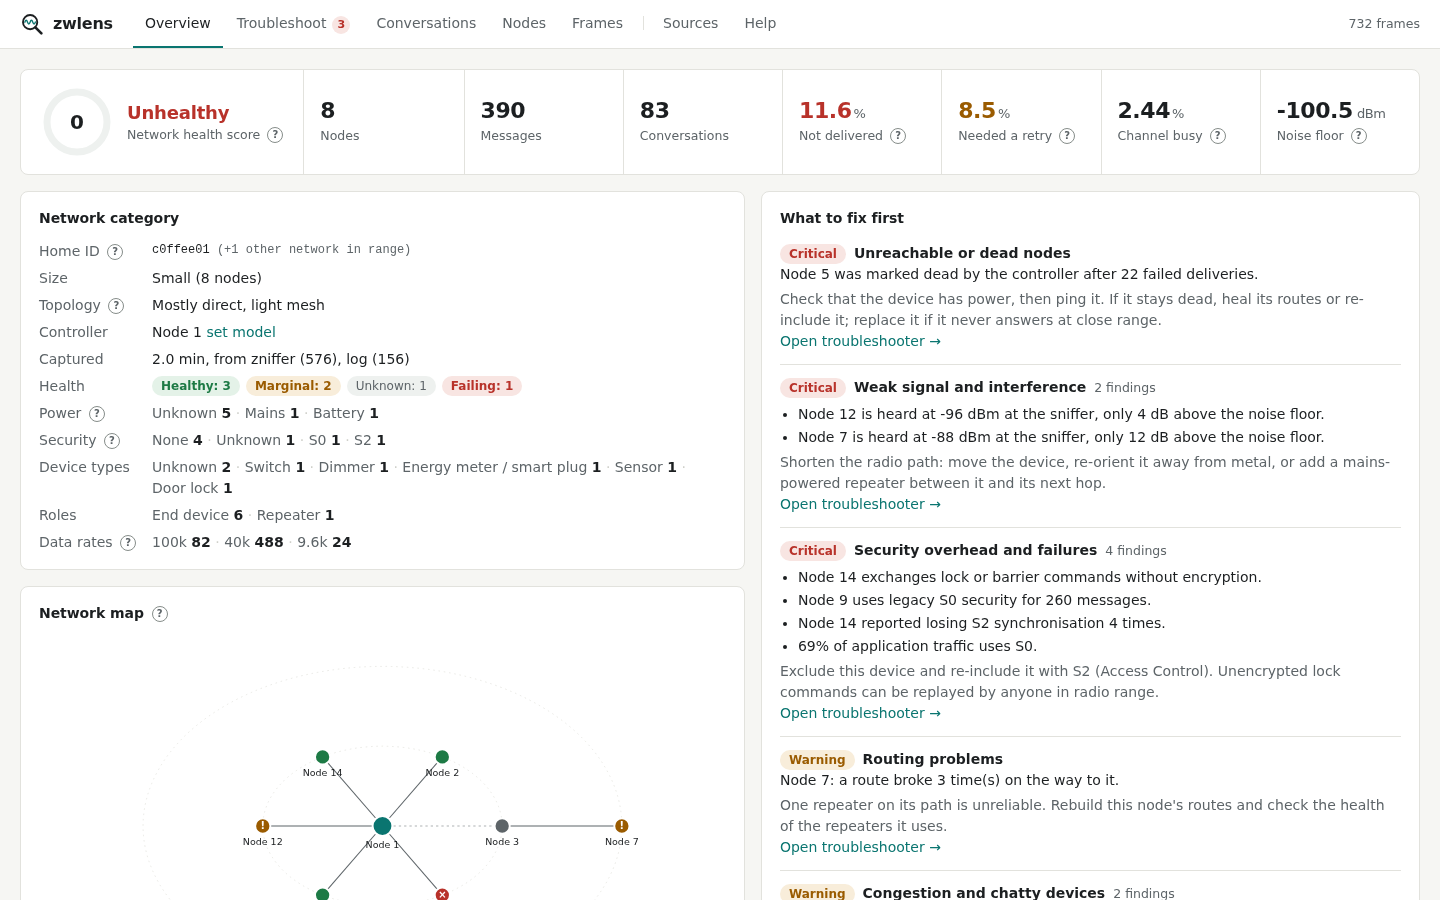 zwlens
Overview Troubleshoot 3 Conversations Nodes Frames Sources Help
732 frames
0
Unhealthy
Network health score ?
8
Nodes
390
Messages
83
Conversations
11.6 %
Not delivered ?
8.5 %
Needed a retry ?
2.44 %
Channel busy ?
-100.5 dBm
Noise floor ?
Network category
Home ID ? c0ffee01 (+1 other network in range)
Size Small (8 nodes)
Topology ? Mostly direct, light mesh
Controller Node 1 set model
Captured 2.0 min, from zniffer (576), log (156)
Health Healthy: 3 Marginal: 2 Unknown: 1 Failing: 1
Power ? Unknown 5 · Mains 1 · Battery 1
Security ? None 4 · Unknown 1 · S0 1 · S2 1
Device types Unknown 2 · Switch 1 · Dimmer 1 · Energy meter / smart plug 1 · Sensor 1 ·
Door lock 1
Roles End device 6 · Repeater 1
Data rates ? 100k 82 · 40k 488 · 9.6k 24
Network map ?
Node 14
Node 2
!
!
Node 12
Node 1
Node 3
Node 7
What to fix first
Critical Unreachable or dead nodes
Node 5 was marked dead by the controller after 22 failed deliveries.
Check that the device has power, then ping it. If it stays dead, heal its routes or re-
include it; replace it if it never answers at close range.
Open troubleshooter →
Critical Weak signal and interference 2 findings
• Node 12 is heard at -96 dBm at the sniffer, only 4 dB above the noise floor.
• Node 7 is heard at -88 dBm at the sniffer, only 12 dB above the noise floor.
Shorten the radio path: move the device, re-orient it away from metal, or add a mains-
powered repeater between it and its next hop.
Open troubleshooter →
Critical Security overhead and failures 4 findings
• Node 14 exchanges lock or barrier commands without encryption.
• Node 9 uses legacy S0 security for 260 messages.
• Node 14 reported losing S2 synchronisation 4 times.
• 69% of application traffic uses S0.
Exclude this device and re-include it with S2 (Access Control). Unencrypted lock
commands can be replayed by anyone in radio range.
Open troubleshooter →
Warning Routing problems
Node 7: a route broke 3 time(s) on the way to it.
One repeater on its path is unreliable. Rebuild this node's routes and check the health
of the repeaters it uses.
Open troubleshooter →
Warning Congestion and chatty devices 2 findings